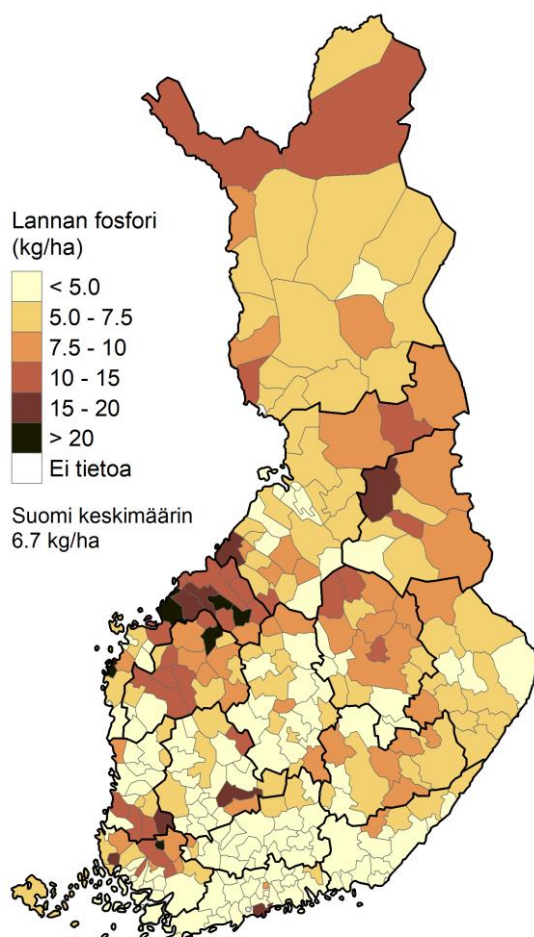 Lannan fosfori
(kg/ha)
< 5.0
5.0 - 7.5
7.5 - 10
10 - 15
15 - 20
> 20
Ei tietoa
Suomi keskimäärin
6.7 kg/ha